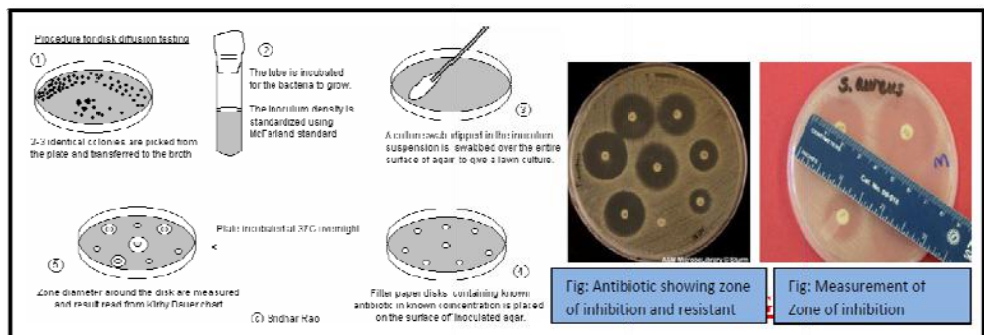 Procedure for disk diffusion testing
1
2-3 identical colonies are picked from
the plate and transferred to the broth
2
The tube is incubated
for the bacteria to grow.
The inoculum density is
standardized using
McFarland standard
3
A cotton swab dipped in the inoculum
suspension is swabbed over the entire
surface of agar to give a lawn culture.
4
Filter paper disks containing known
antibiotic in known concentration is placed
on the surface of inoculated agar.
Plate incubated at 37C overnight
5
Zone diameter around the disk are measured
and result read from Kirby Bauer chart
© Sridhar Rao
ASM MicrobeLibrary © Sturm
Fig: Antibiotic showing zone
of inhibition and resistant
S. aureus
M
Fig: Measurement of
Zone of inhibition